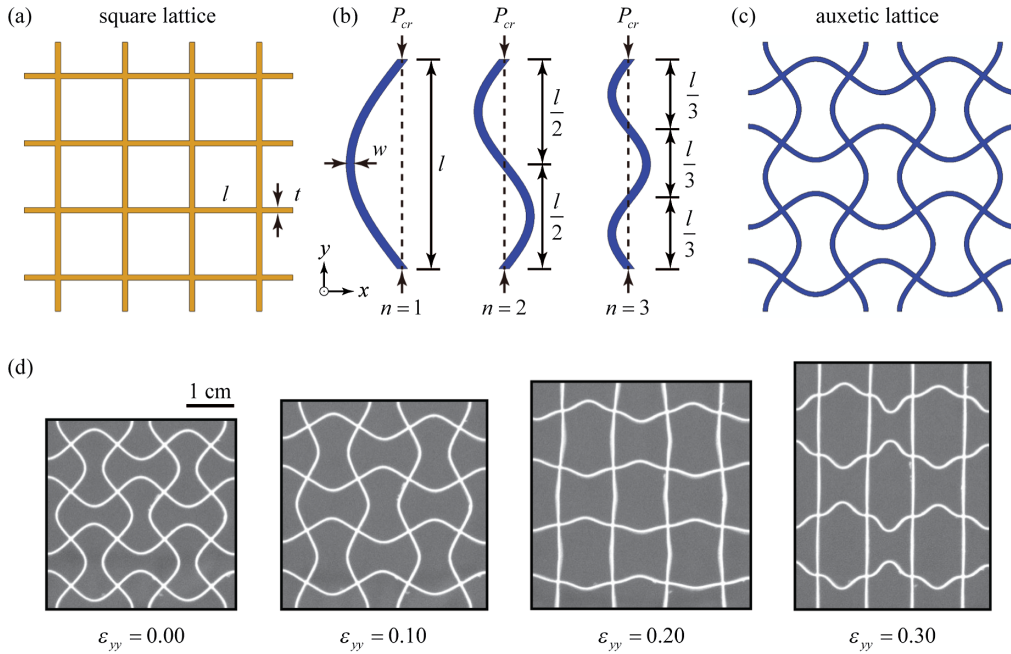 (a) square lattice
l
t
(b)
P_cr P_cr P_cr
w
l
l/2
l/2
l/3
l/3
l/3
y
x
n = 1 n = 2 n = 3
(c) auxetic lattice
(d)
1 cm
ε_yy = 0.00 ε_yy = 0.10 ε_yy = 0.20 ε_yy = 0.30